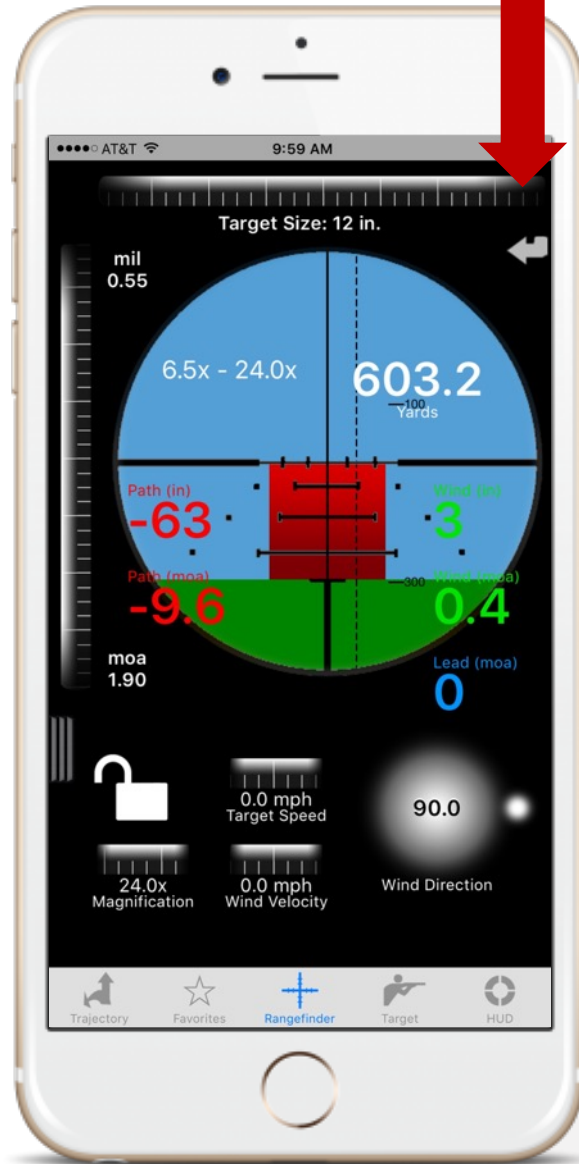 AT&T 9:59 AM
Target Size: 12 in.
mil
0.55
6.5x - 24.0x
603.2
Yards
100
Path (in)
-63
Wind (in)
3
Path (moa)
-9.6
Wind (moa)
0.4
300
moa
1.90
Lead (moa)
0
0.0 mph
Target Speed
90.0
24.0x
Magnification
0.0 mph
Wind Velocity
Wind Direction
Trajectory Favorites Rangefinder Target HUD